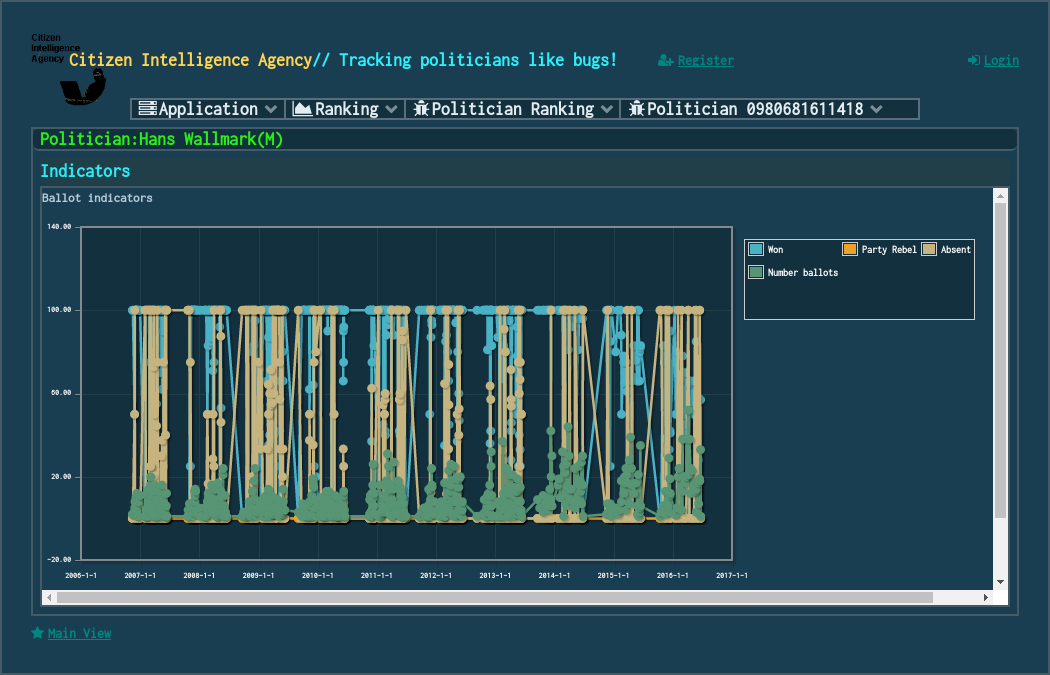 Citizen
Intelligence
Agency
Citizen Intelligence Agency// Tracking politicians like bugs!
Register
Login
Application
Ranking
Politician Ranking
Politician 0980681611418
Politician:Hans Wallmark(M)
Indicators
Ballot indicators
140.00
100.00
60.00
20.00
-20.00
2006-1-1
2007-1-1
2008-1-1
2009-1-1
2010-1-1
2011-1-1
2012-1-1
2013-1-1
2014-1-1
2015-1-1
2016-1-1
2017-1-1
Won
Party Rebel
Absent
Number ballots
Main View